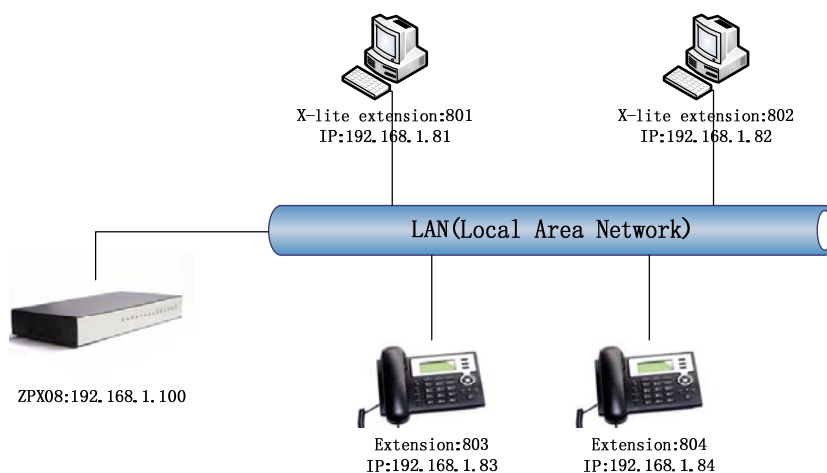 X-lite extension:801
IP:192.168.1.81
X-lite extension:802
IP:192.168.1.82
LAN(Local Area Network)
ZPX08:192.168.1.100
Extension:803
IP:192.168.1.83
Extension:804
IP:192.168.1.84